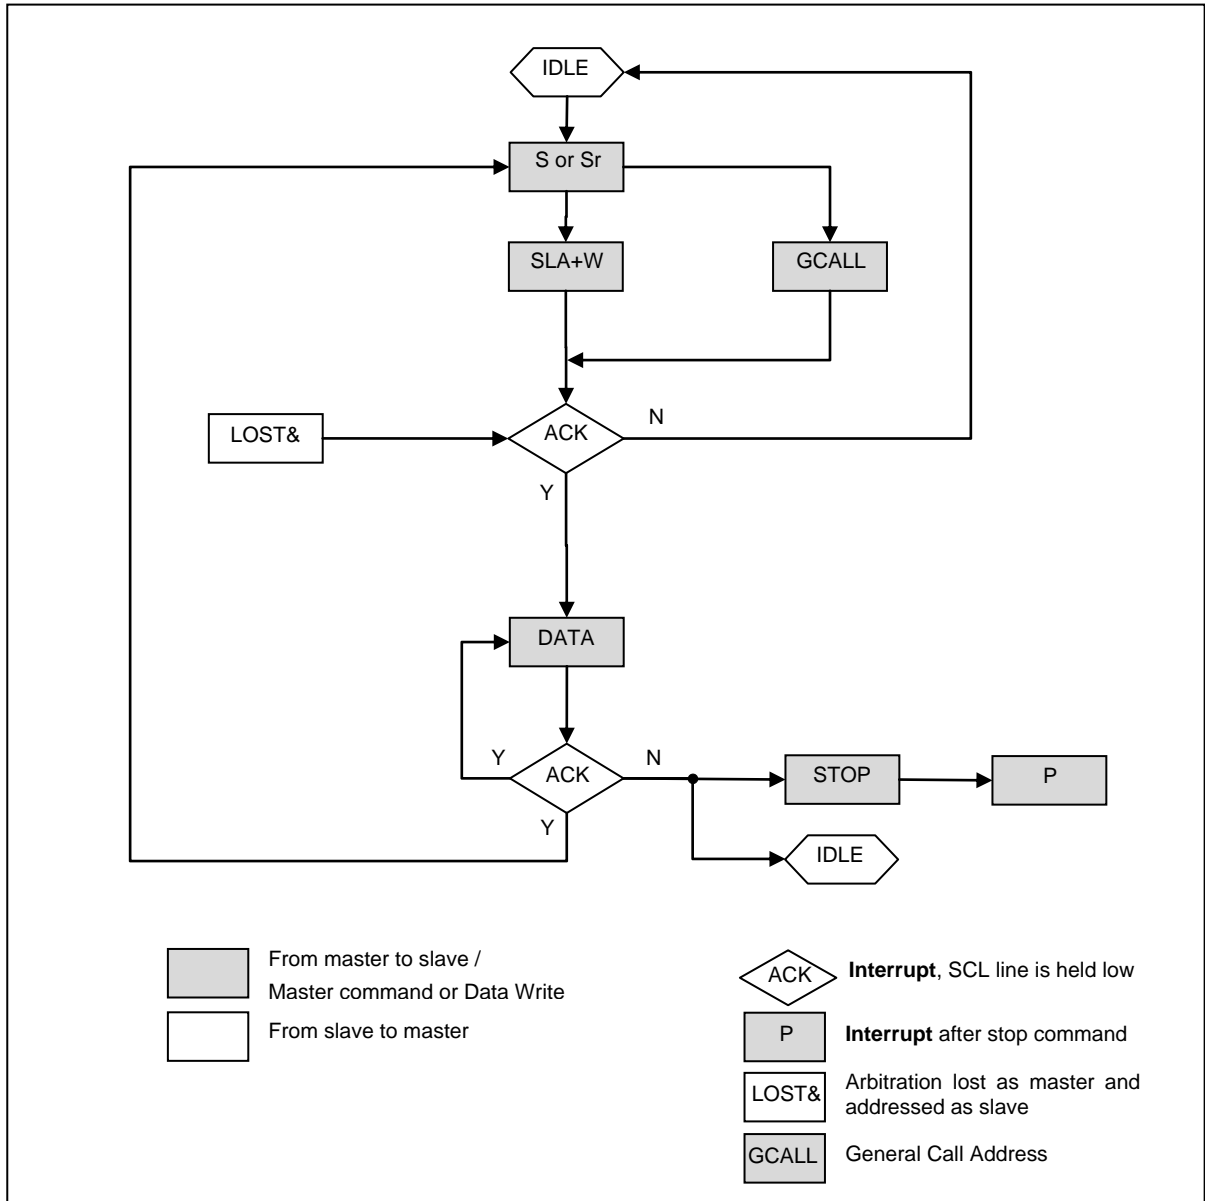 IDLE
S or Sr
SLA+W
GCALL
LOST&
ACK
N
Y
DATA
Y
ACK
N
STOP
P
Y
IDLE
From master to slave /
Master command or Data Write
From slave to master
ACK
Interrupt, SCL line is held low
P
Interrupt after stop command
LOST&
Arbitration lost as master and
addressed as slave
GCALL
General Call Address